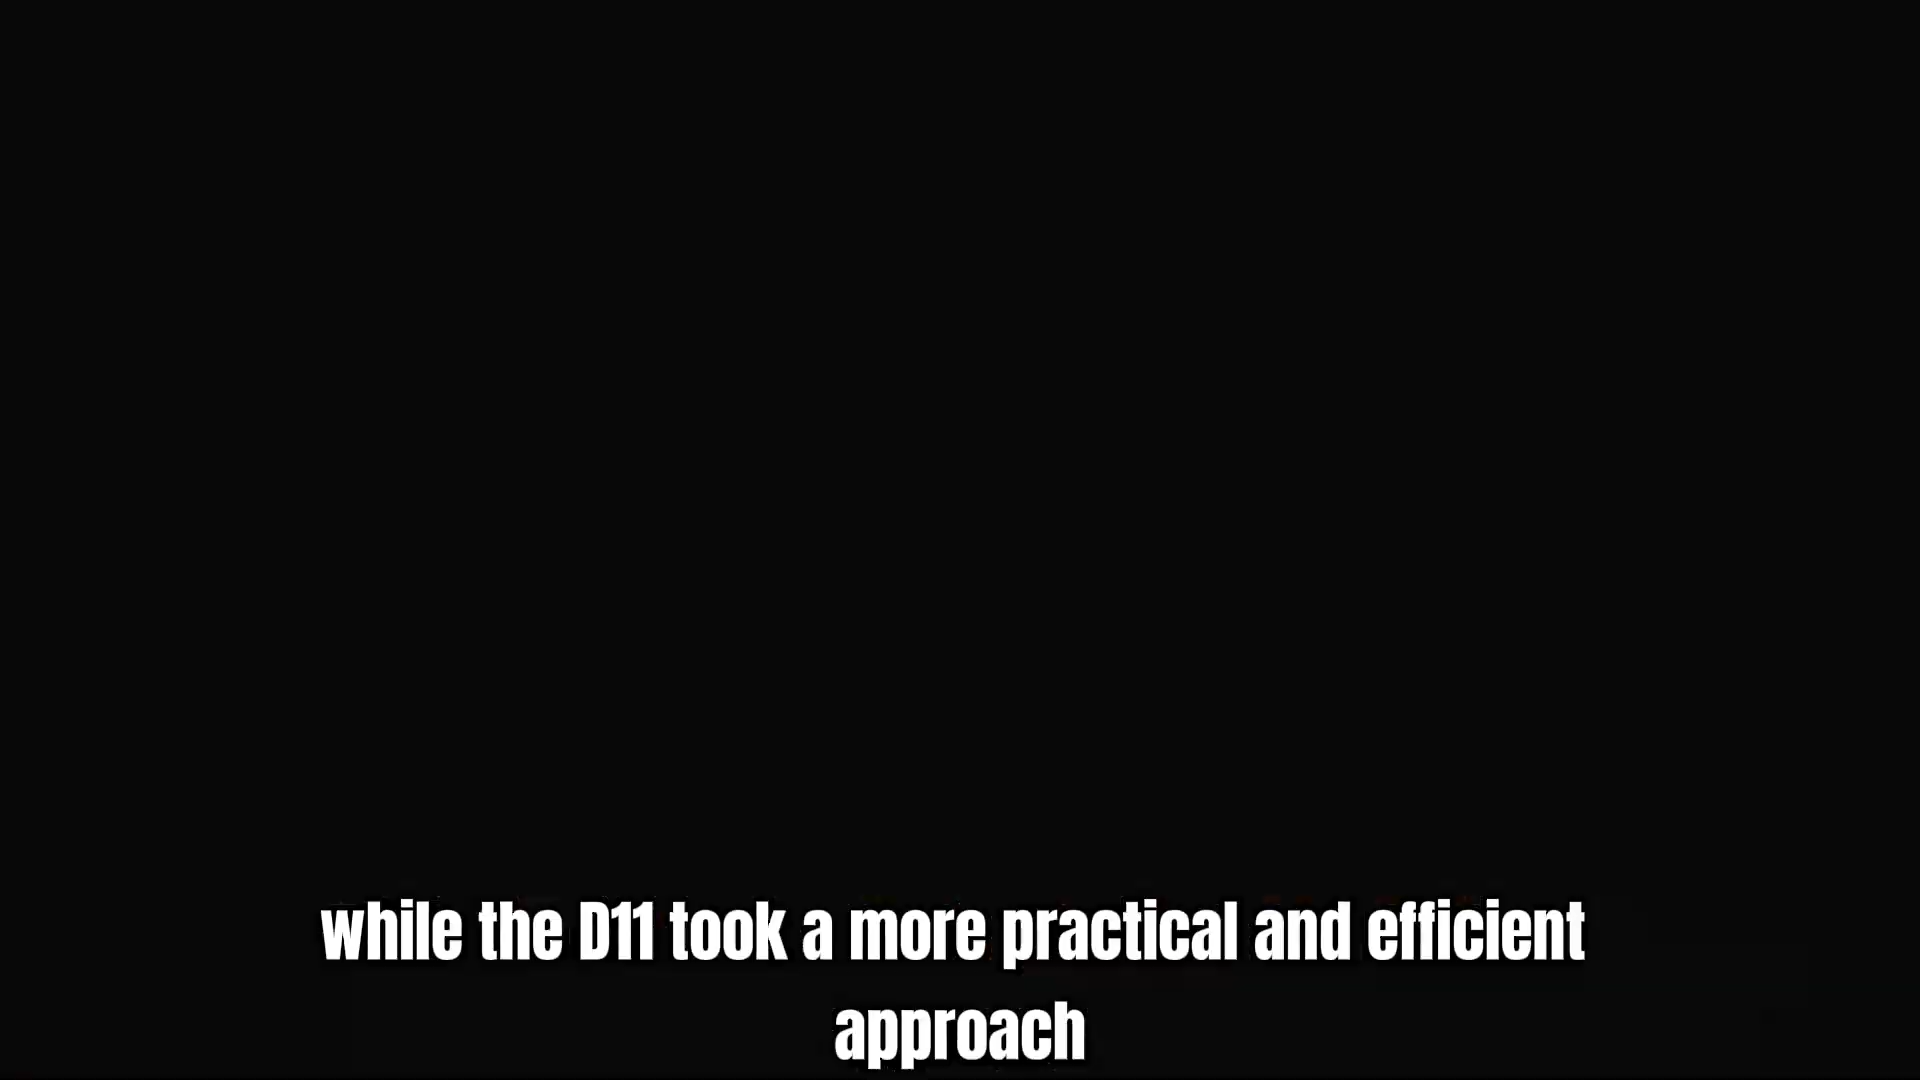 while the D11 took a more practical and efficient
approach